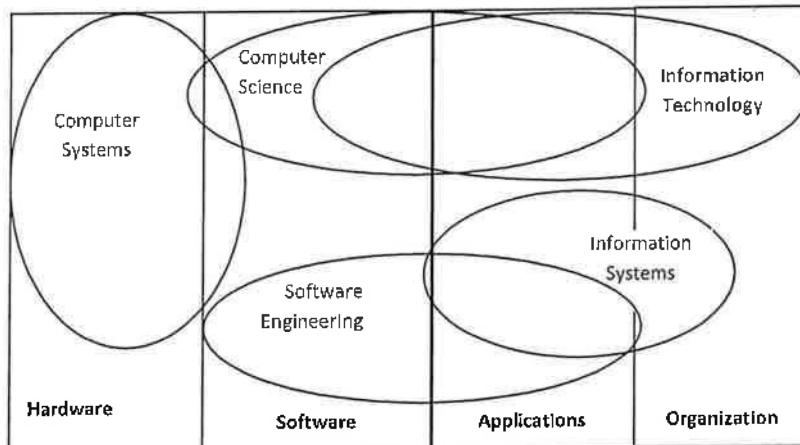 Computer
Science
Information
Technology
Computer
Systems
Information
Systems
Software
Engineering
Hardware
Software
Applications
Organization